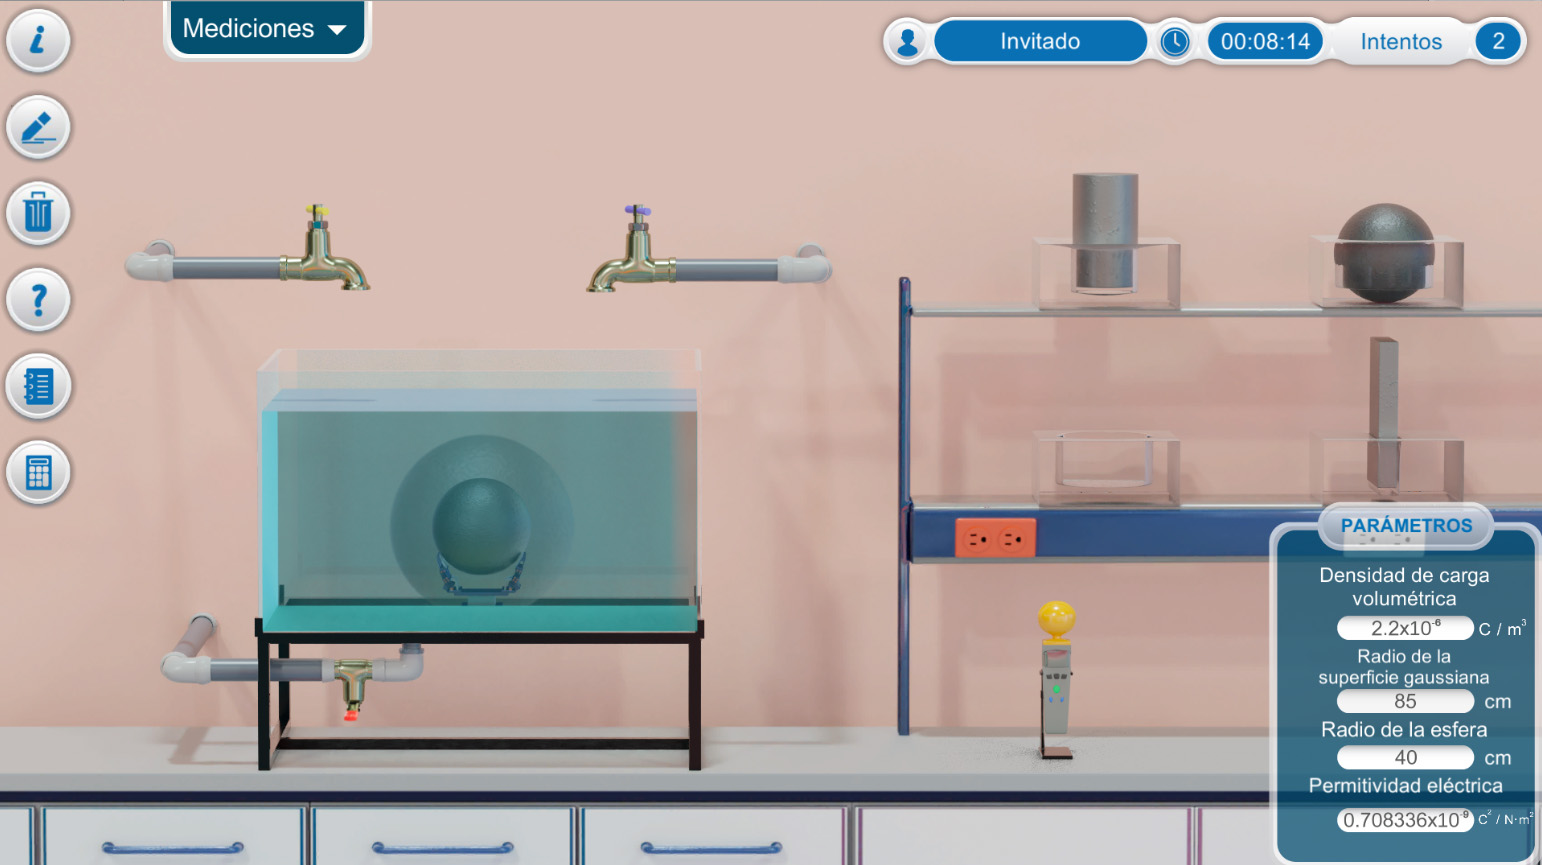 Mediciones
Invitado
00:08:14
Intentos
2
PARÁMETROS
Densidad de carga
volumétrica
2.2x10⁻⁶ C / m³
Radio de la
superficie gaussiana
85 cm
Radio de la esfera
40 cm
Permitividad eléctrica
0.708336x10⁻⁹ C² / N·m²